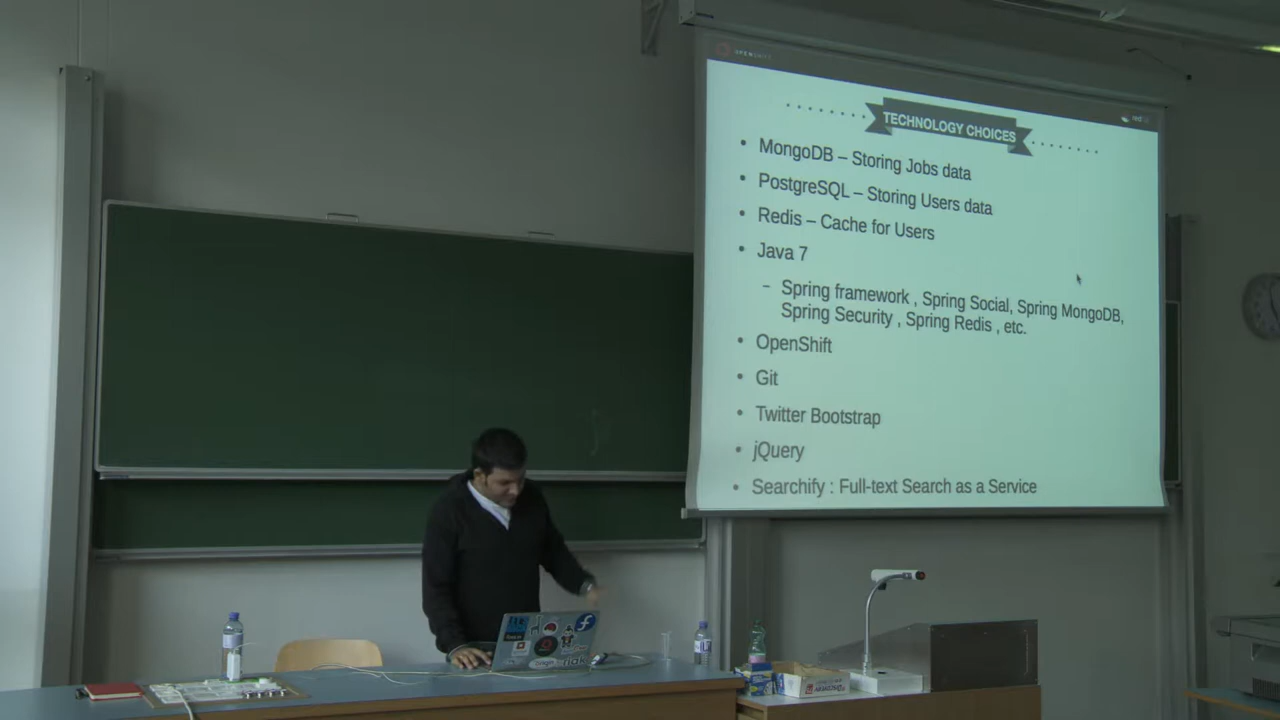 OPENSHIFT
red
TECHNOLOGY CHOICES
• MongoDB – Storing Jobs data
• PostgreSQL – Storing Users data
• Redis – Cache for Users
• Java 7
– Spring framework , Spring Social, Spring MongoDB,
Spring Security , Spring Redis , etc.
• OpenShift
• Git
• Twitter Bootstrap
• jQuery
• Searchify : Full-text Search as a Service